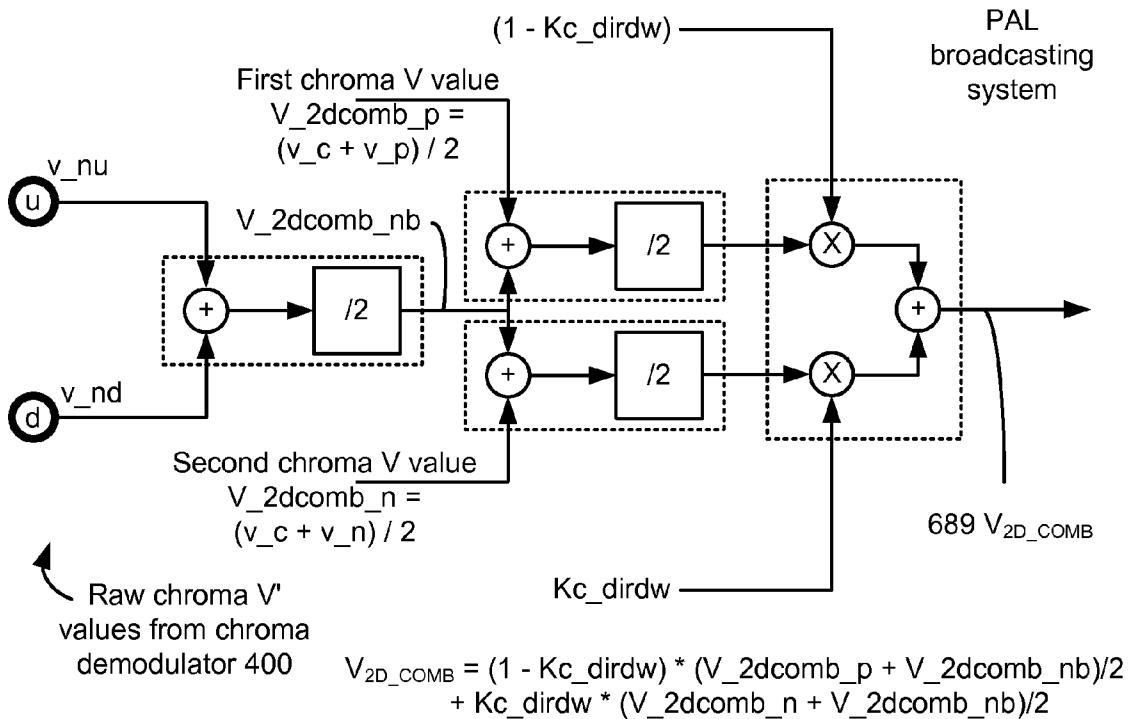 (1 - Kc_dirdw)
PAL
broadcasting
system
First chroma V value
V_2dcomb_p =
(v_c + v_p) / 2
v_nu
u
V_2dcomb_nb
+
/2
X
+
/2
+
+
/2
X
v_nd
d
Second chroma V value
V_2dcomb_n =
(v_c + v_n) / 2
689 V2D_COMB
Kc_dirdw
Raw chroma V'
values from chroma
demodulator 400
V2D_COMB = (1 - Kc_dirdw) * (V_2dcomb_p + V_2dcomb_nb)/2
+ Kc_dirdw * (V_2dcomb_n + V_2dcomb_nb)/2